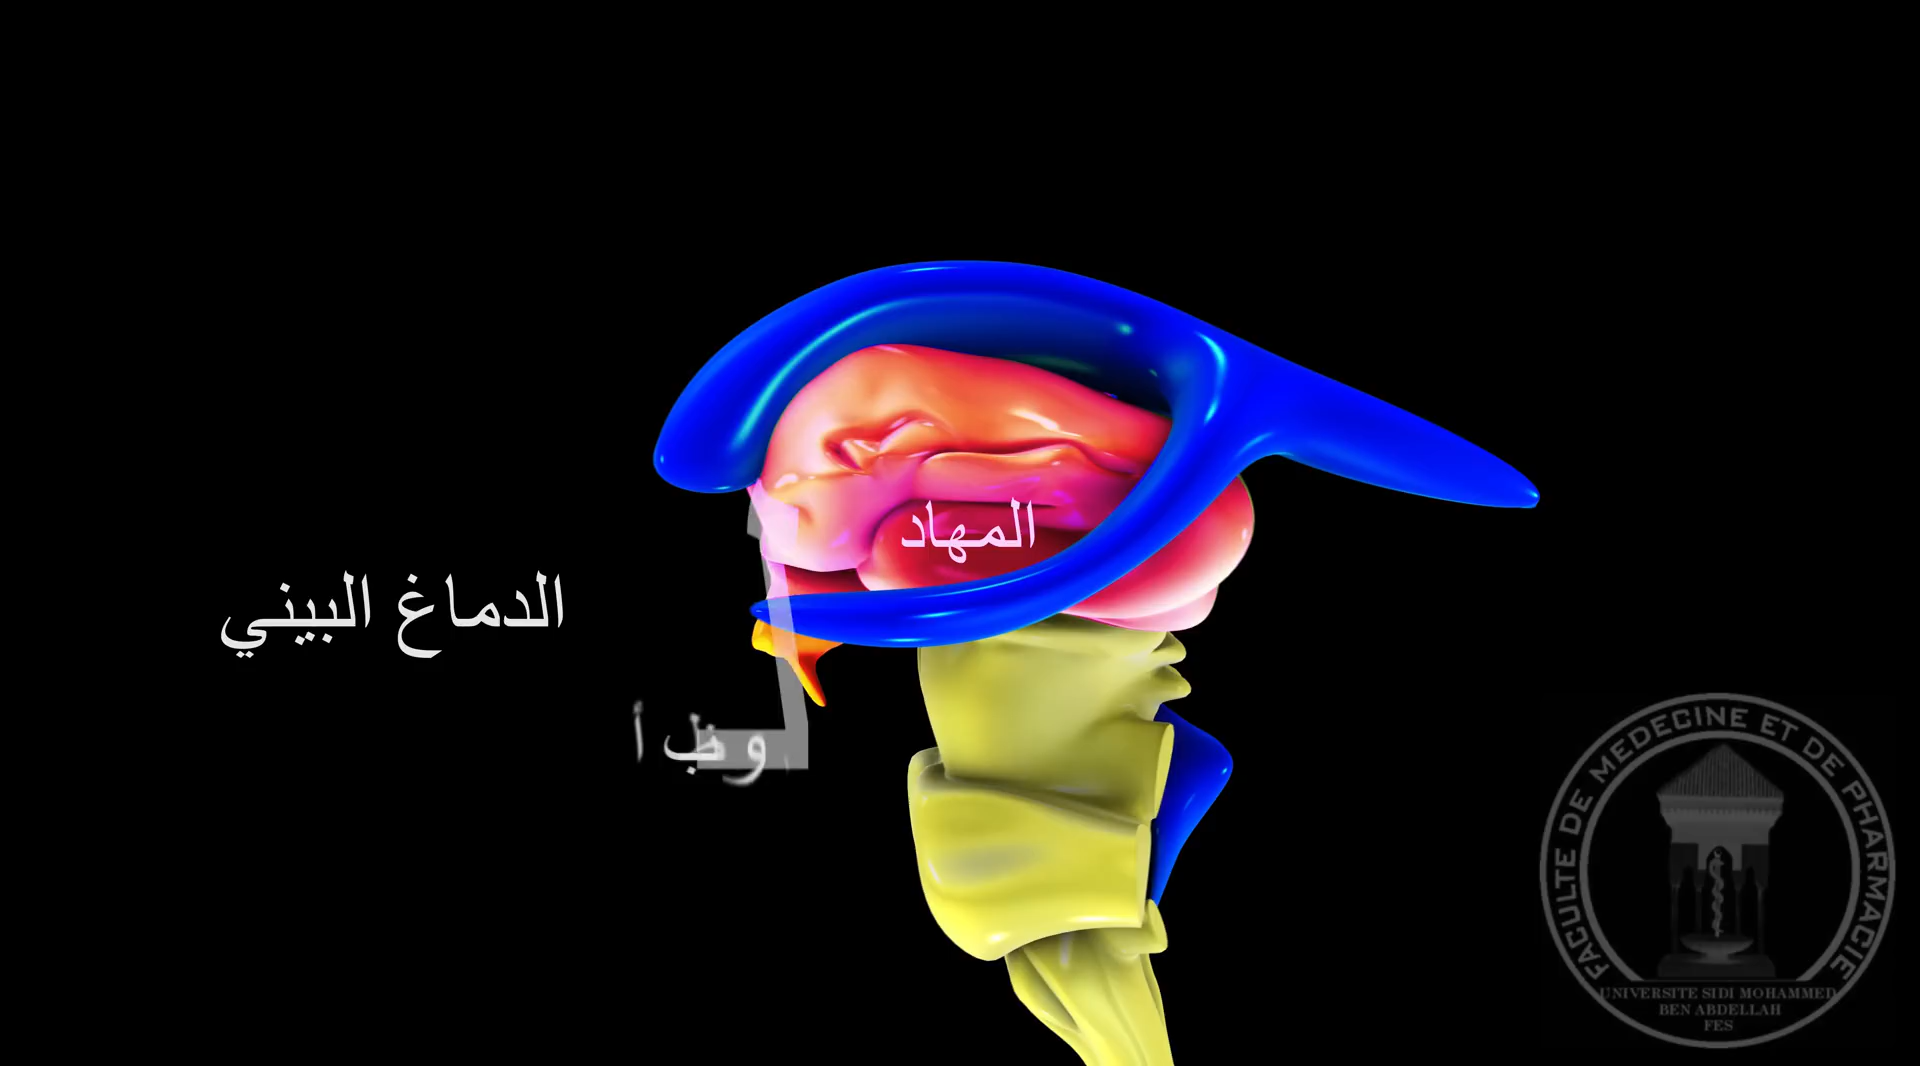 المهاد
الدماغ البيني
FACULTE DE MEDECINE ET DE PHARMACIE
UNIVERSITE SIDI MOHAMMED
BEN ABDELLAH
FES